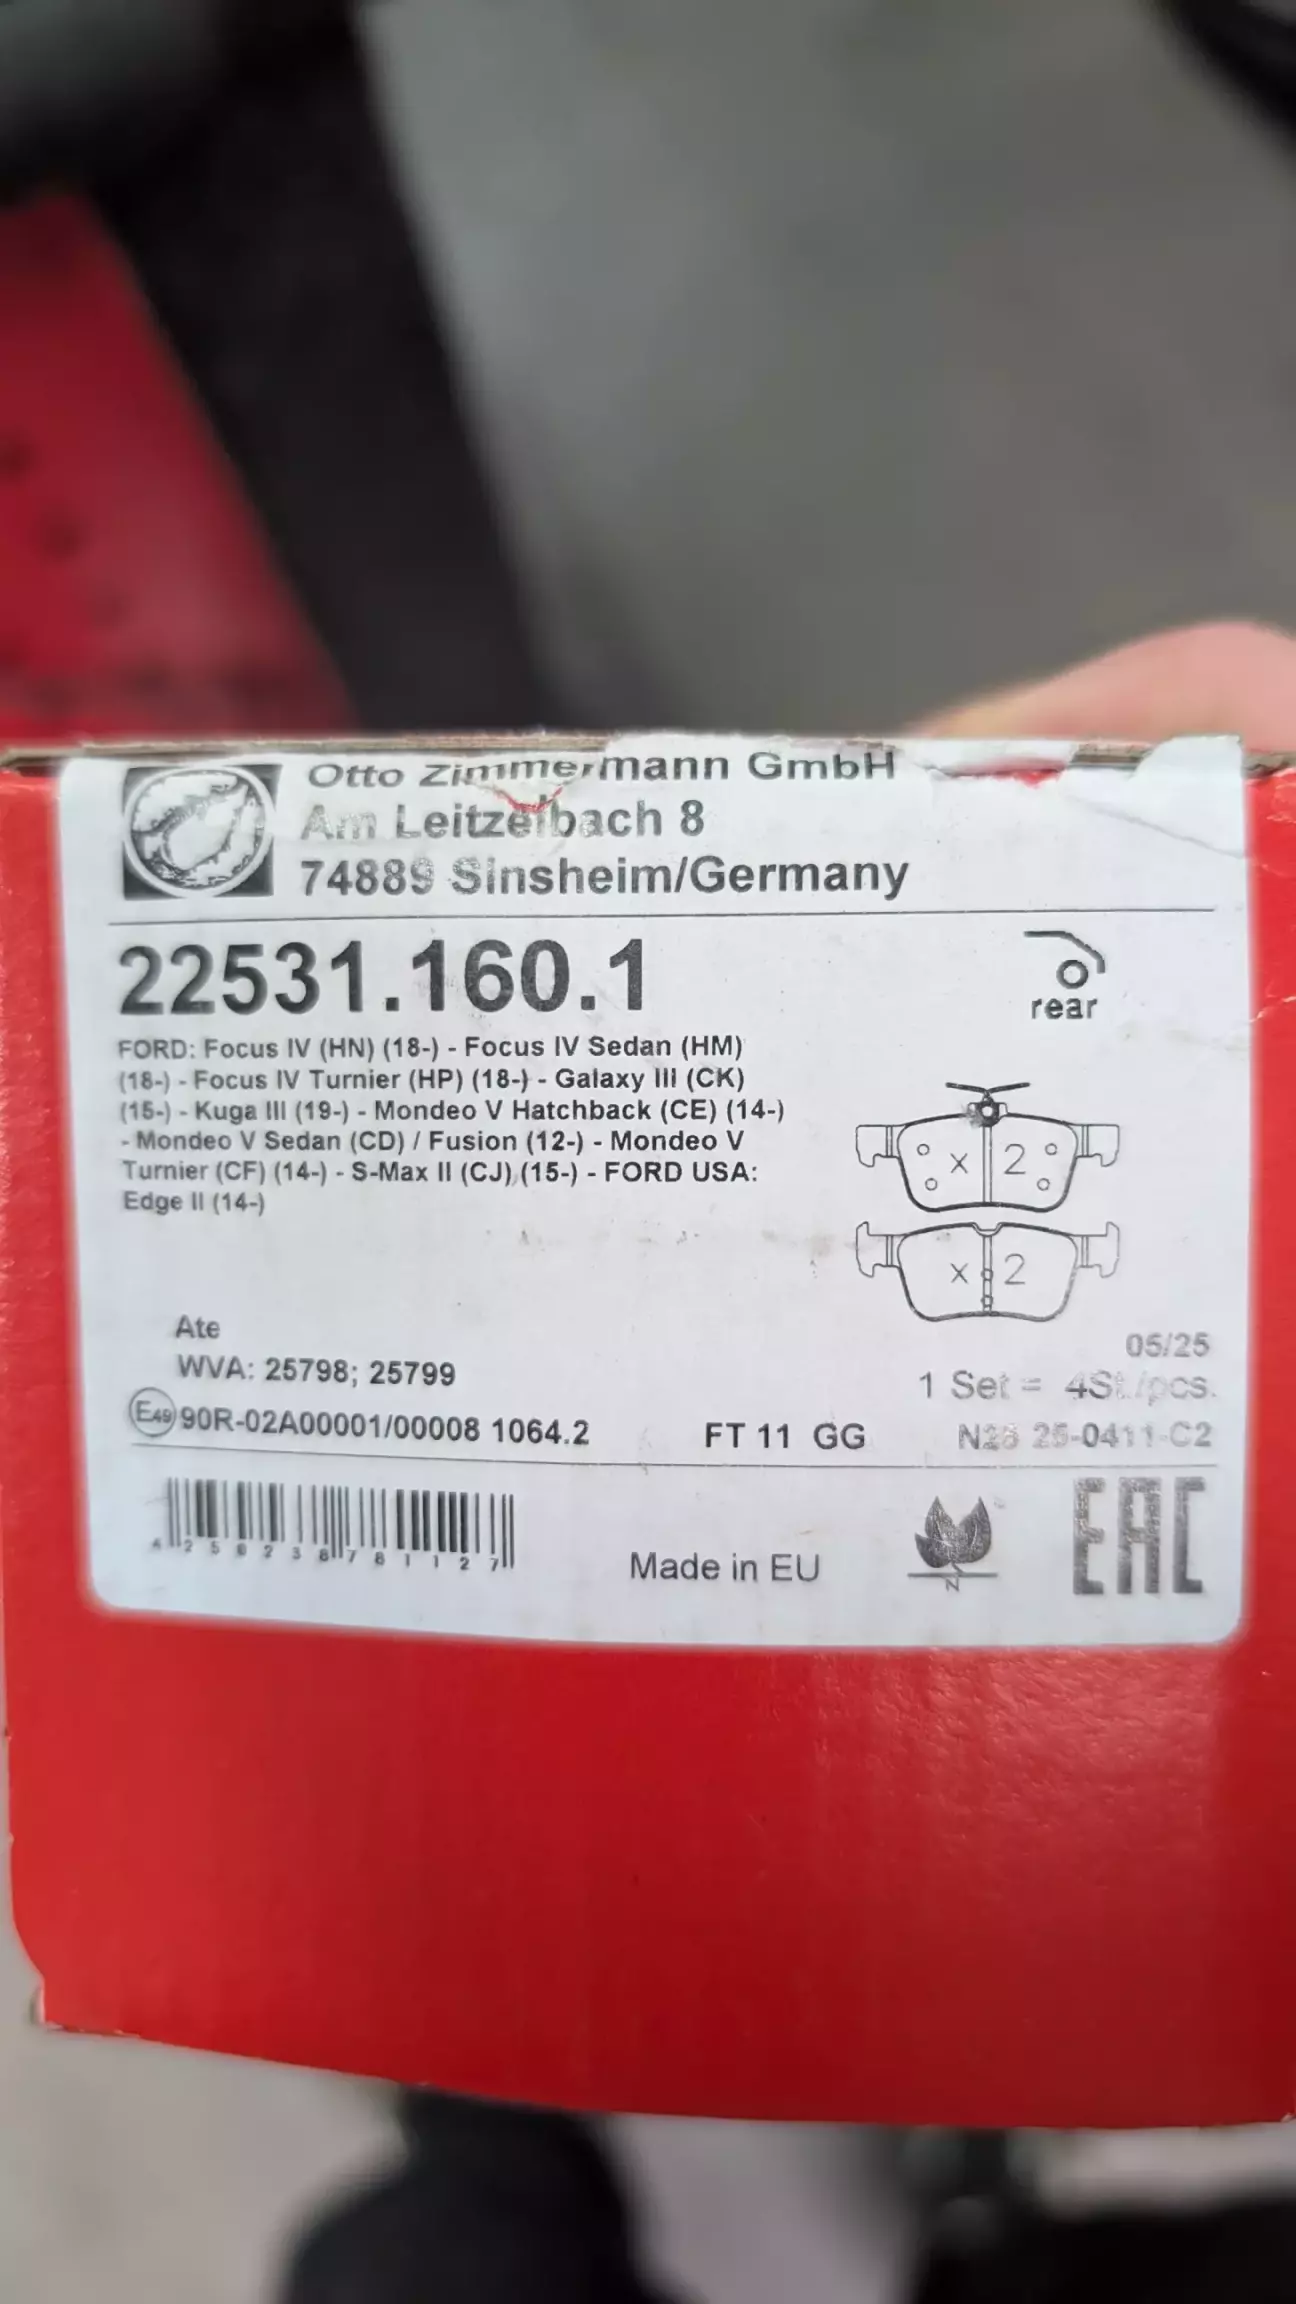 Otto Zimmermann GmbH
Am Leitzelbach 8
74889 Sinsheim/Germany
22531.160.1
rear
FORD: Focus IV (HN) (18-) - Focus IV Sedan (HM)
(18-) - Focus IV Turnier (HP) (18-) - Galaxy III (CK)
(15-) - Kuga III (19-) - Mondeo V Hatchback (CE) (14-)
- Mondeo V Sedan (CD) / Fusion (12-) - Mondeo V
Turnier (CF) (14-) - S-Max II (CJ) (15-) - FORD USA:
Edge II (14-)
x 2
x 2
Ate
WVA: 25798; 25799
05/25
1 Set = 4St./pcs.
E49 90R-02A00001/00008 1064.2
FT 11 GG
25-0411-C2
Made in EU
N
EAC